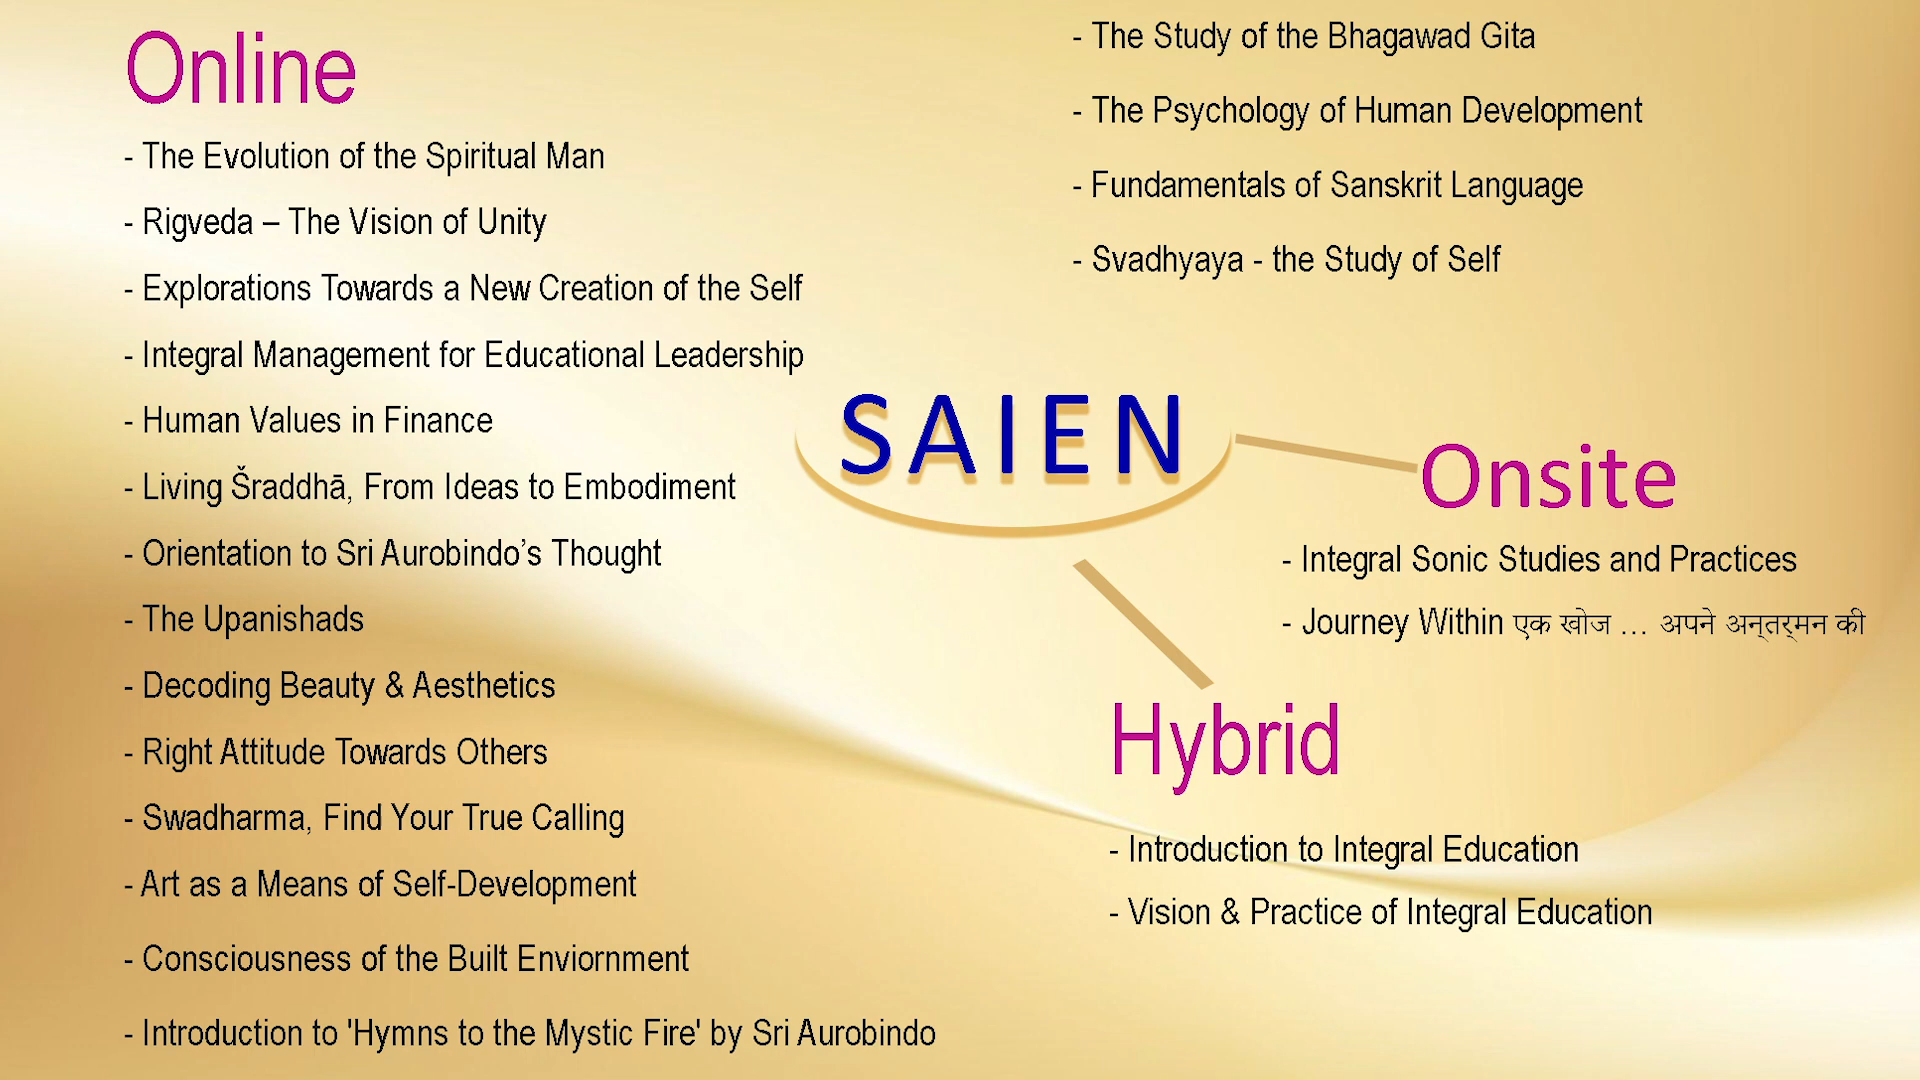 Online
- The Evolution of the Spiritual Man
- Rigveda – The Vision of Unity
- Explorations Towards a New Creation of the Self
- Integral Management for Educational Leadership
- Human Values in Finance
- Living Šraddhā, From Ideas to Embodiment
- Orientation to Sri Aurobindo’s Thought
- The Upanishads
- Decoding Beauty & Aesthetics
- Right Attitude Towards Others
- Swadharma, Find Your True Calling
- Art as a Means of Self-Development
- Consciousness of the Built Enviornment
- Introduction to 'Hymns to the Mystic Fire' by Sri Aurobindo
- The Study of the Bhagawad Gita
- The Psychology of Human Development
- Fundamentals of Sanskrit Language
- Svadhyaya - the Study of Self
SAIEN
Onsite
- Integral Sonic Studies and Practices
- Journey Within एक खोज ... अपने अन्‌तर्‌मन की
Hybrid
- Introduction to Integral Education
- Vision & Practice of Integral Education